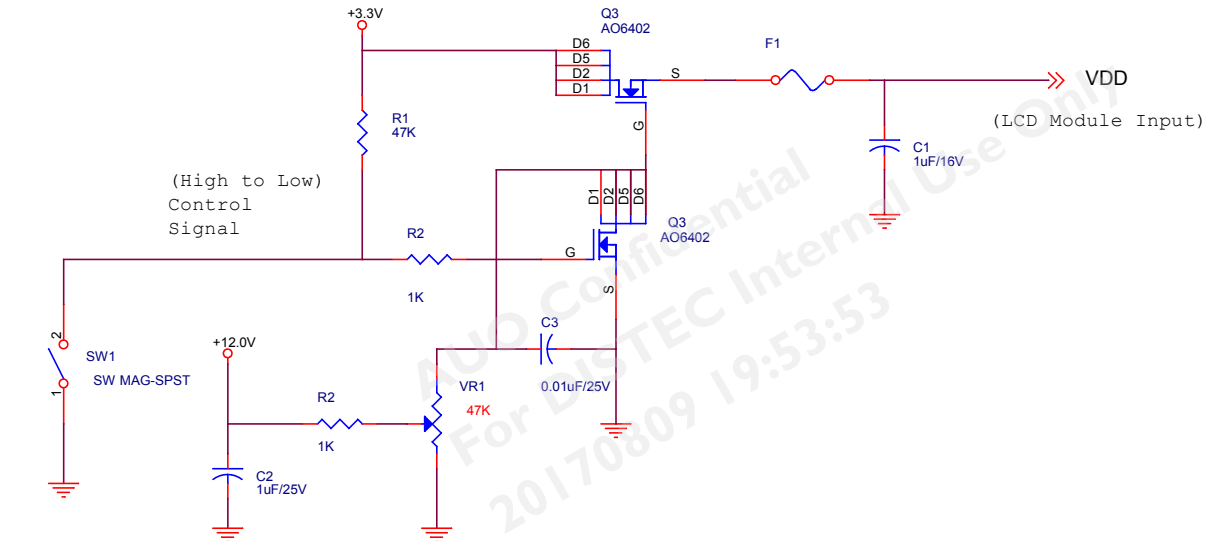 +3.3V
Q3
AO6402
D6
D5
D2
D1
S
G
F1
VDD
(LCD Module Input)
R1
47K
C1
1uF/16V
(High to Low)
Control
Signal
D1
D2
D5
D6
Q3
AO6402
G
S
R2
1K
C3
0.01uF/25V
2
SW1
SW MAG-SPST
1
+12.0V
R2
1K
VR1
47K
C2
1uF/25V
AUO Confidential
For DISTEC Internal Use Only
20170809 19:53:53